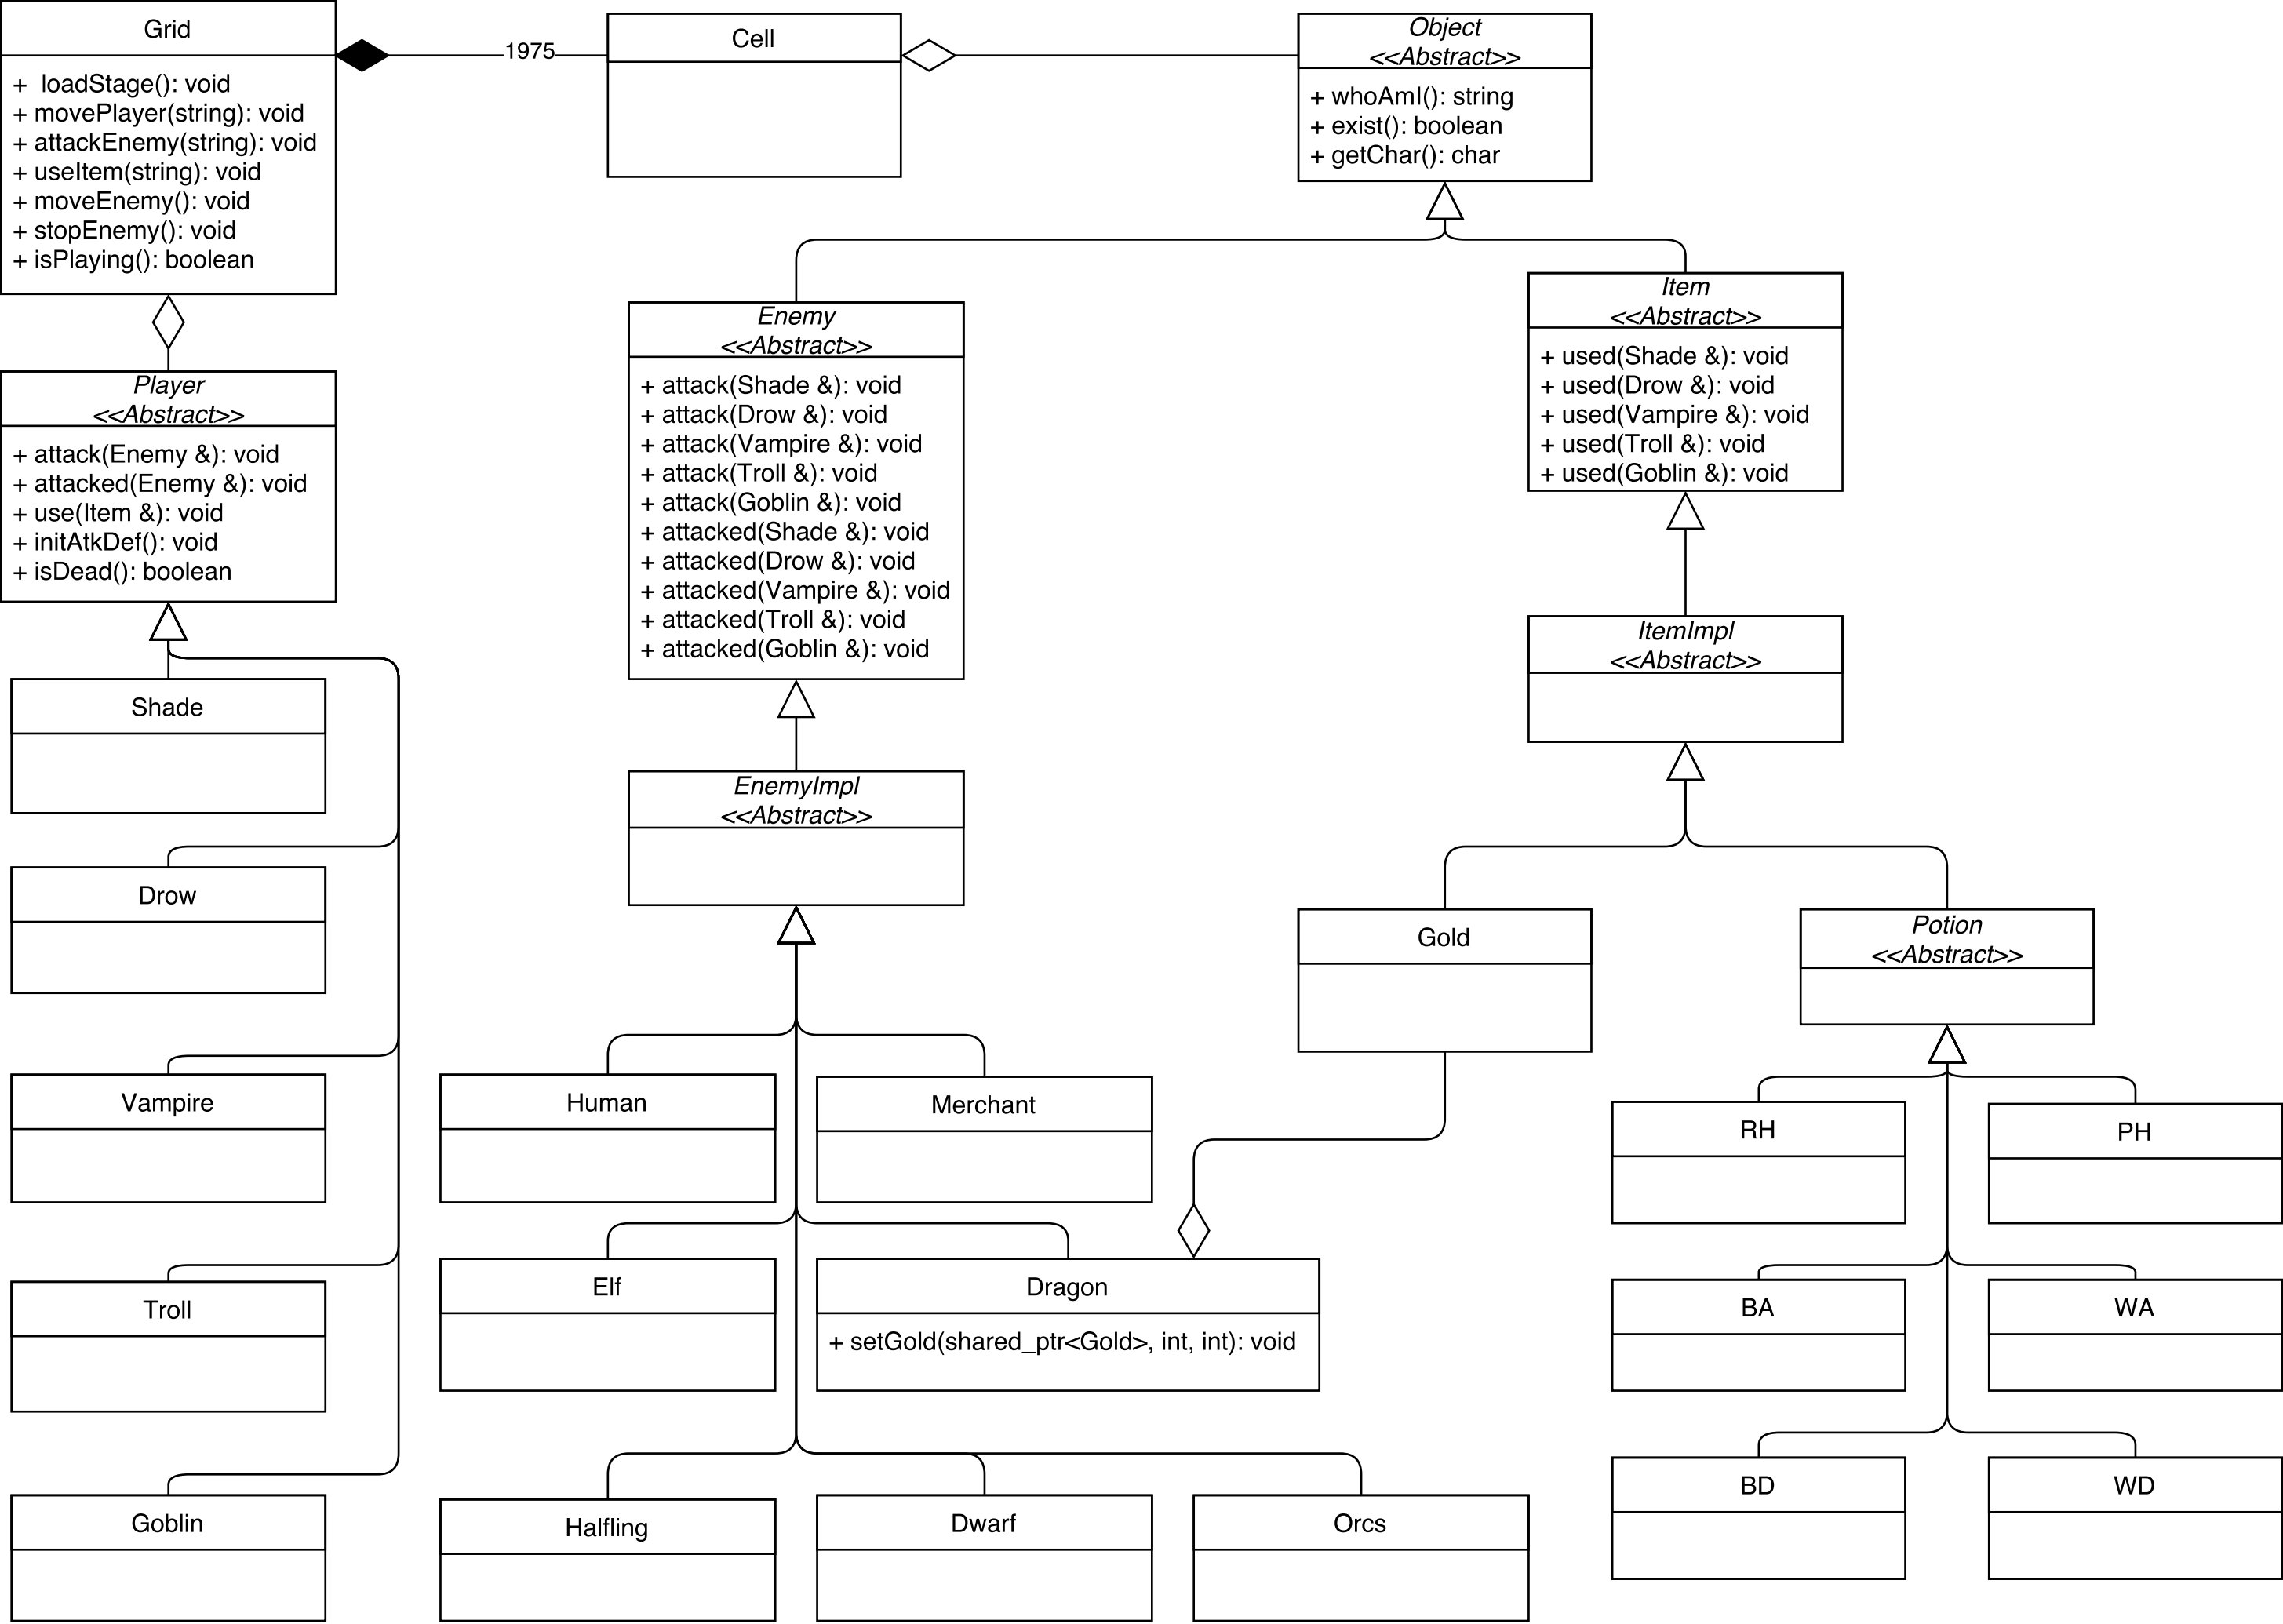 Grid
+ loadStage(): void
+ movePlayer(string): void
+ attackEnemy(string): void
+ useItem(string): void
+ moveEnemy(): void
+ stopEnemy(): void
+ isPlaying(): boolean
1975
Cell
Object
<<Abstract>>
+ whoAmI(): string
+ exist(): boolean
+ getChar(): char
Player
<<Abstract>>
+ attack(Enemy &): void
+ attacked(Enemy &): void
+ use(Item &): void
+ initAtkDef(): void
+ isDead(): boolean
Enemy
<<Abstract>>
+ attack(Shade &): void
+ attack(Drow &): void
+ attack(Vampire &): void
+ attack(Troll &): void
+ attack(Goblin &): void
+ attacked(Shade &): void
+ attacked(Drow &): void
+ attacked(Vampire &): void
+ attacked(Troll &): void
+ attacked(Goblin &): void
Item
<<Abstract>>
+ used(Shade &): void
+ used(Drow &): void
+ used(Vampire &): void
+ used(Troll &): void
+ used(Goblin &): void
ItemImpl
<<Abstract>>
EnemyImpl
<<Abstract>>
Shade
Drow
Vampire
Troll
Goblin
Human
Merchant
Elf
Dragon
+ setGold(shared_ptr<Gold>, int, int): void
Halfling
Dwarf
Orcs
Gold
Potion
<<Abstract>>
RH
PH
BA
WA
BD
WD